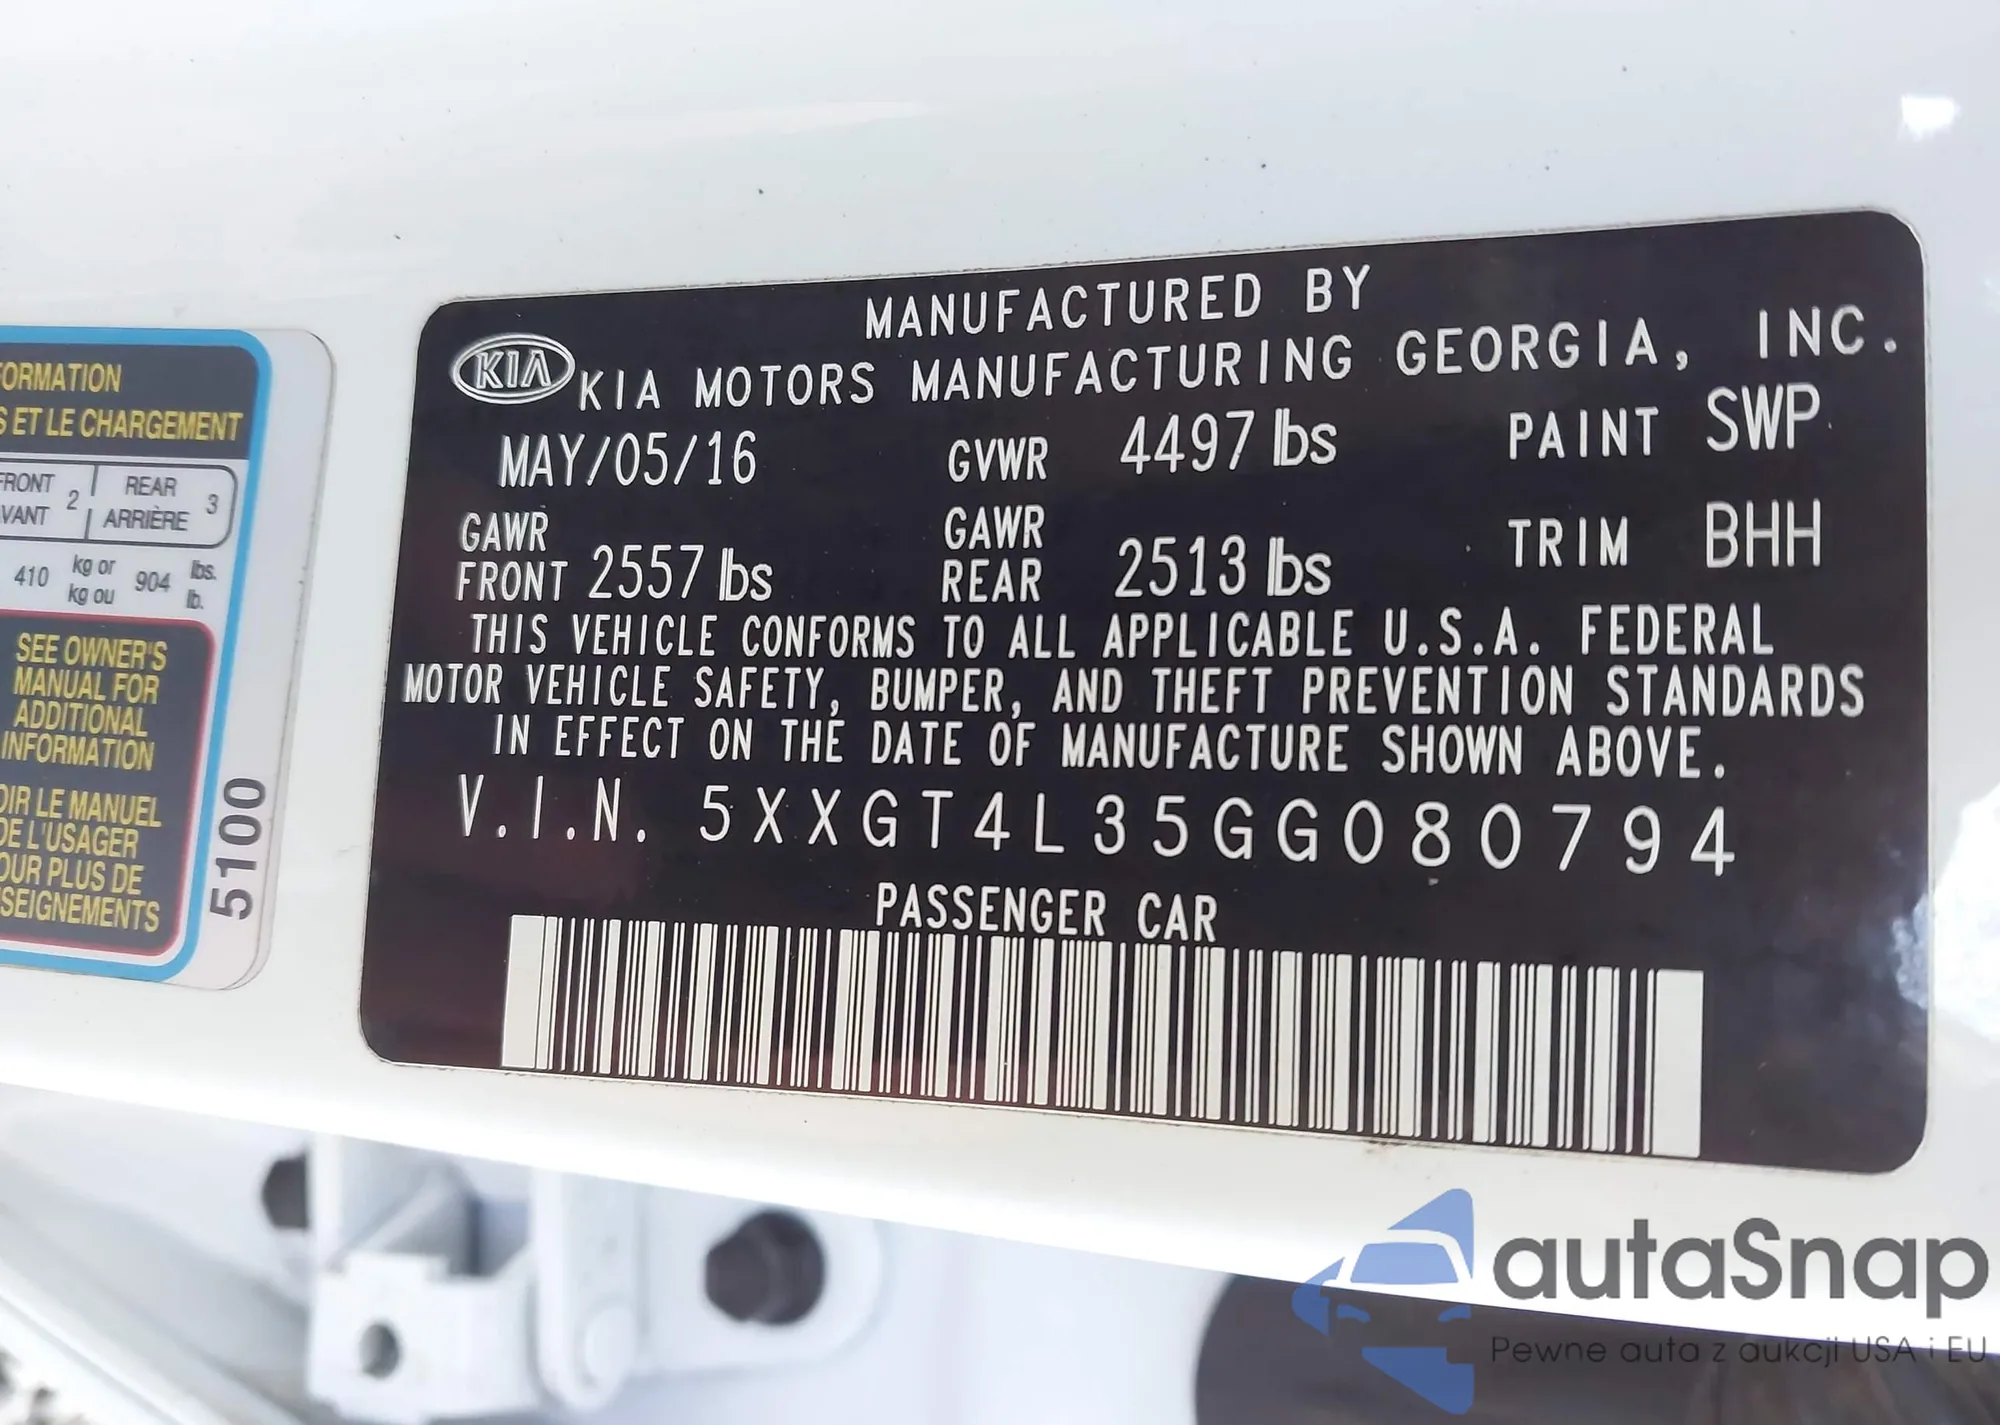 FORMATION
S ET LE CHARGEMENT
FRONT 2 REAR 3
VANT ARRIÈRE
410 kg or 904 lbs.
kg ou lb.
SEE OWNER'S
MANUAL FOR
ADDITIONAL
INFORMATION
OIR LE MANUEL
DE L'USAGER
OUR PLUS DE
SEIGNEMENTS
5100
MANUFACTURED BY
KIA KIA MOTORS MANUFACTURING GEORGIA, INC.
MAY/05/16 GVWR 4497 lbs PAINT SWP
GAWR FRONT 2557 lbs GAWR REAR 2513 lbs TRIM BHH
THIS VEHICLE CONFORMS TO ALL APPLICABLE U.S.A. FEDERAL
MOTOR VEHICLE SAFETY, BUMPER, AND THEFT PREVENTION STANDARDS
IN EFFECT ON THE DATE OF MANUFACTURE SHOWN ABOVE.
V.I.N. 5XXGT4L35GG080794
PASSENGER CAR
autaSnap
Pewne auta z aukcji USA i EU